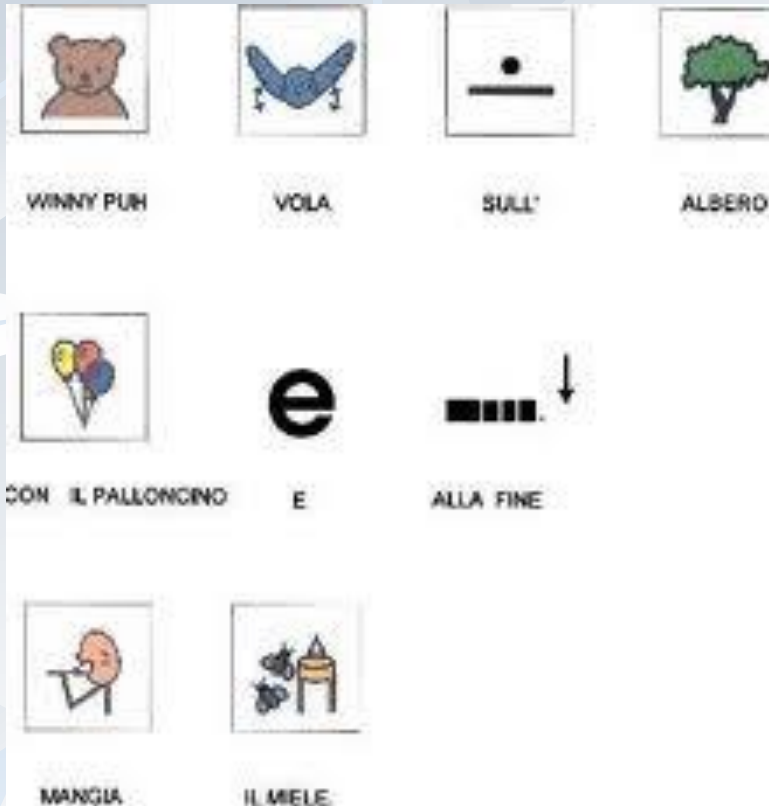 WINNY PUH VOLA SULL' ALBERO
e
CON IL PALLONCINO E ALLA FINE
MANGIA IL MIELE.